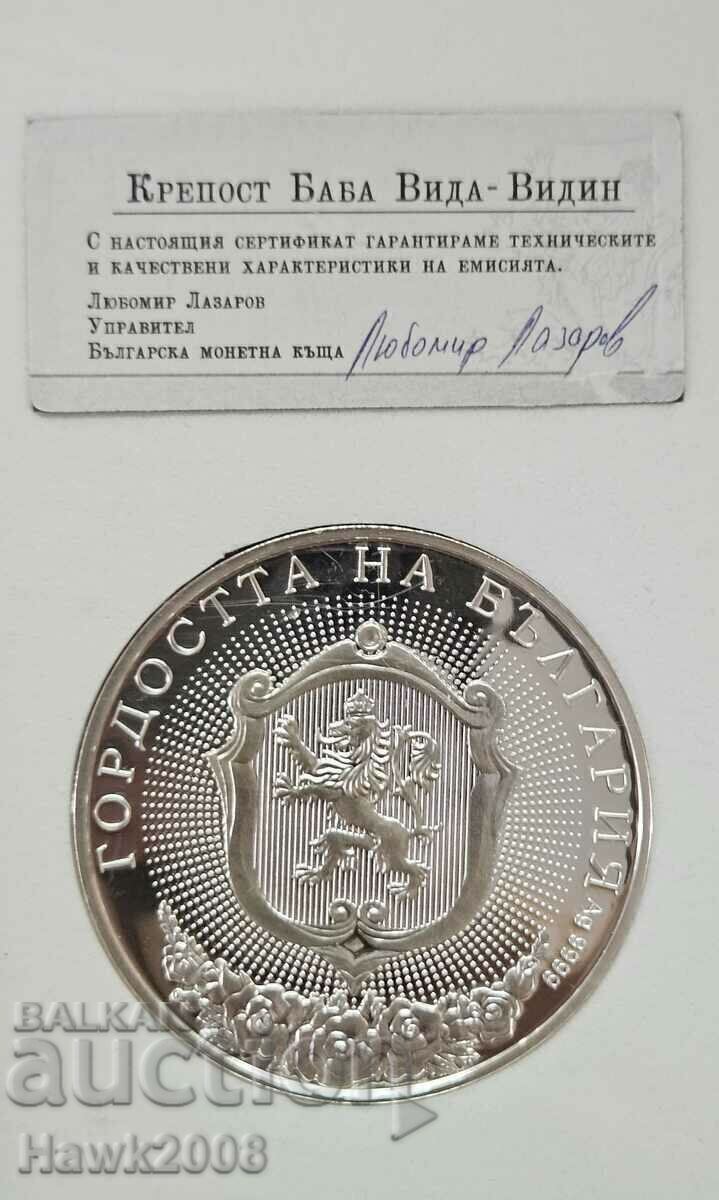 Крепост Баба Вида - Видин
С настоящия сертификат гарантираме техническите
и качествени характеристики на емисията.
Любомир Лазаров
Управител
Българска монетна къща Любомир Лазаров
ГОРДОСТТА НА БЪЛГАРИЯ
Ag 9999
BALKAN
auction
Hawk2008